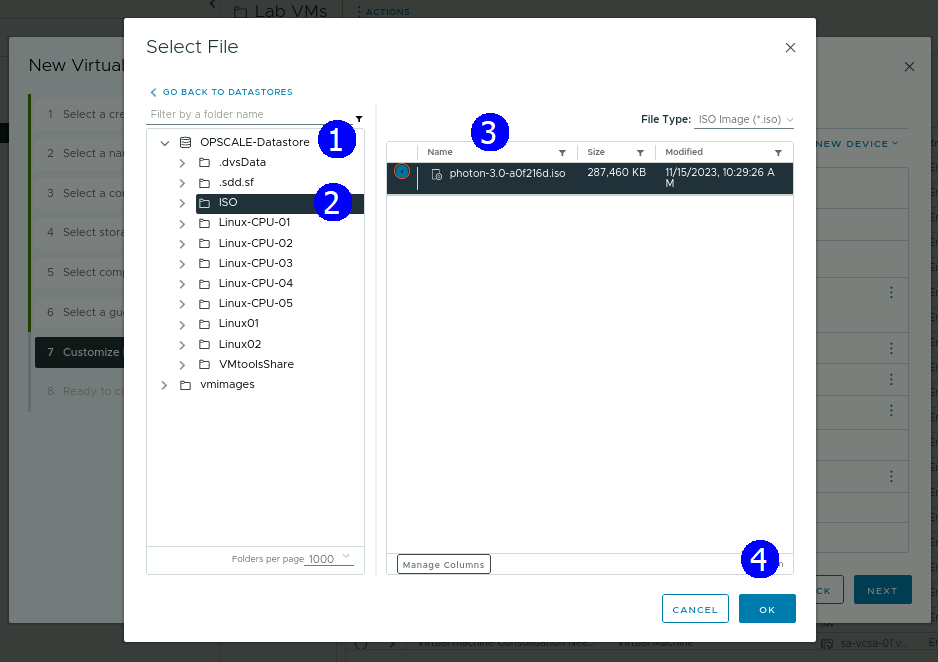 Lab VMs
ACTIONS
New Virtual
Select File
GO BACK TO DATASTORES
Filter by a folder name
File Type: ISO Image (*.iso)
1
3
OPSCALE-Datastore
.dvsData
.sdd.sf
ISO
2
Linux-CPU-01
Linux-CPU-02
Linux-CPU-03
Linux-CPU-04
Linux-CPU-05
Linux01
Linux02
VMtoolsShare
vmimages
Folders per page 1000
Name Size Modified
photon-3.0-a0f216d.iso 287,460 KB 11/15/2023, 10:29:26 A
M
Manage Columns
4
CANCEL OK
1 Select a cre
2 Select a na
3 Select a co
4 Select stora
5 Select comp
6 Select a gu
7 Customize
8 Ready to c
NEW DEVICE
CK NEXT
Virtual Machine Consolidation Nee... Virtual Machine sa-vcsa-01.v...